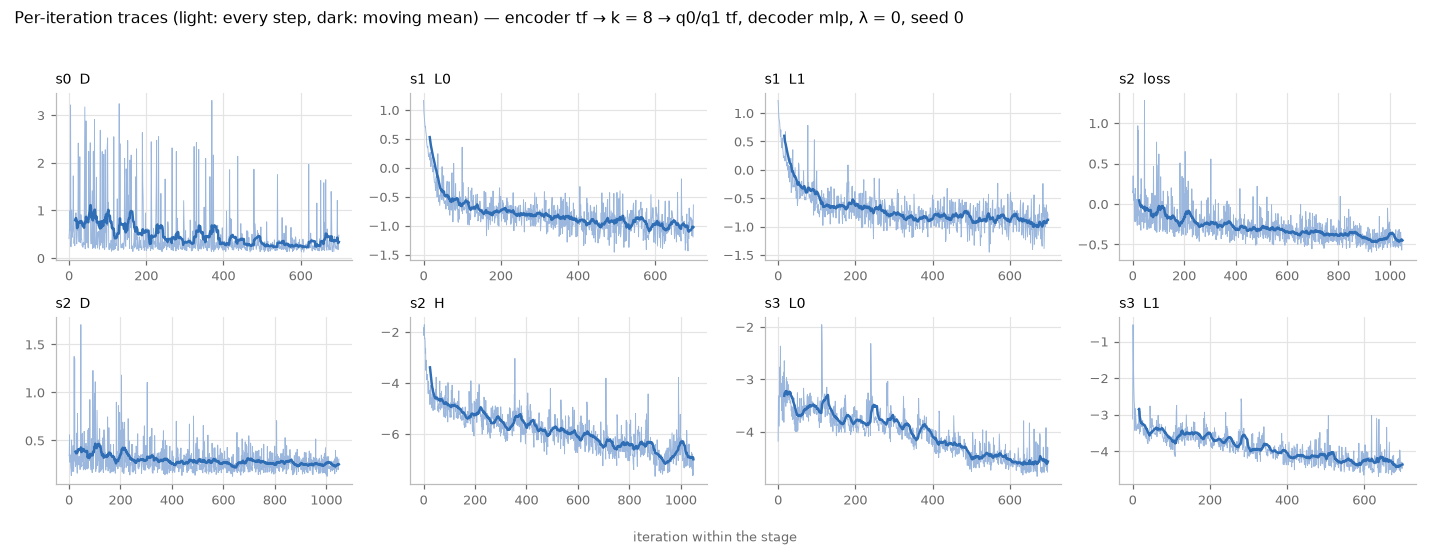 Per-iteration traces (light: every step, dark: moving mean) — encoder tf → k = 8 → q0/q1 tf, decoder mlp, λ = 0, seed 0
s0 D
3
2
1
0
0 200 400 600
s1 L0
1.0
0.5
0.0
−0.5
−1.0
−1.5
0 200 400 600
s1 L1
1.0
0.5
0.0
−0.5
−1.0
−1.5
0 200 400 600
s2 loss
1.0
0.5
0.0
−0.5
0 200 400 600 800 1000
s2 D
1.5
1.0
0.5
0 200 400 600 800 1000
s2 H
−2
−4
−6
0 200 400 600 800 1000
s3 L0
−2
−3
−4
0 200 400 600
s3 L1
−1
−2
−3
−4
0 200 400 600
iteration within the stage